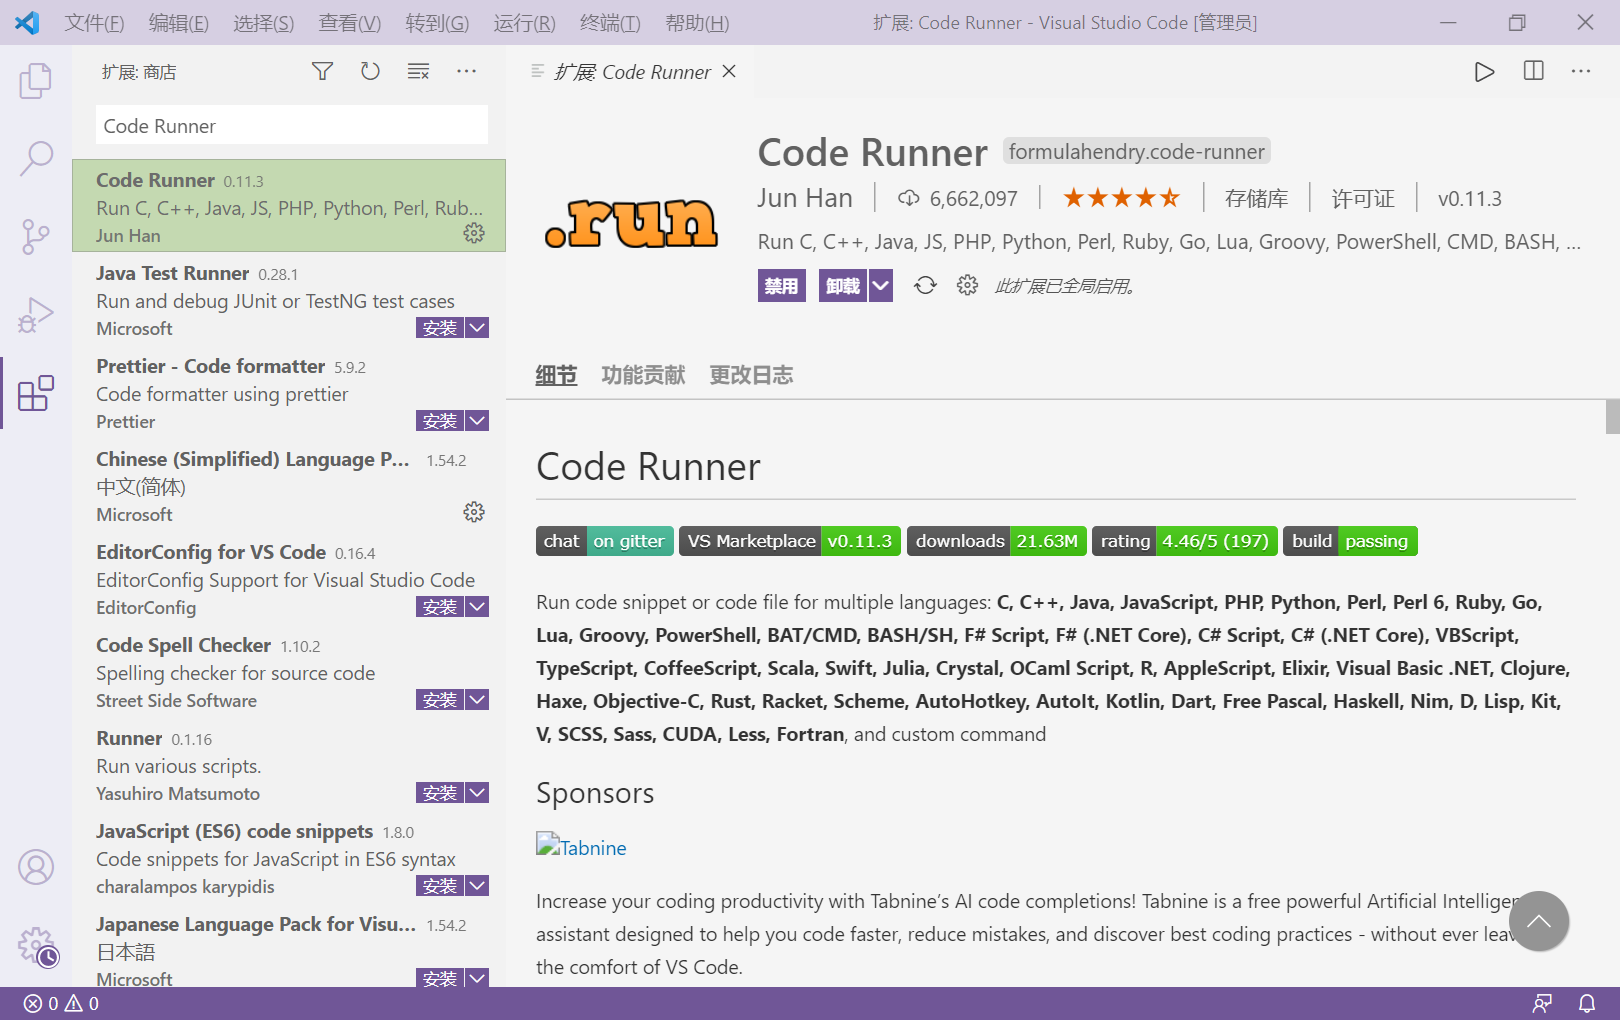 文件(F) 编辑(E) 选择(S) 查看(V) 转到(G) 运行(R) 终端(T) 帮助(H) 扩展: Code Runner - Visual Studio Code [管理员]
扩展: 商店
Code Runner
Code Runner 0.11.3
Run C, C++, Java, JS, PHP, Python, Perl, Rub...
Jun Han
Java Test Runner 0.28.1
Run and debug JUnit or TestNG test cases
Microsoft 安装
Prettier - Code formatter 5.9.2
Code formatter using prettier
Prettier 安装
Chinese (Simplified) Language P... 1.54.2
中文(简体)
Microsoft
EditorConfig for VS Code 0.16.4
EditorConfig Support for Visual Studio Code
EditorConfig 安装
Code Spell Checker 1.10.2
Spelling checker for source code
Street Side Software 安装
Runner 0.1.16
Run various scripts.
Yasuhiro Matsumoto 安装
JavaScript (ES6) code snippets 1.8.0
Code snippets for JavaScript in ES6 syntax
charalampos karypidis 安装
Japanese Language Pack for Visu... 1.54.2
日本語
Microsoft 安装
扩展: Code Runner
.run
Code Runner formulahendry.code-runner
Jun Han 6,662,097 存储库 许可证 v0.11.3
Run C, C++, Java, JS, PHP, Python, Perl, Ruby, Go, Lua, Groovy, PowerShell, CMD, BASH, ...
禁用 卸载 此扩展已全局启用。
细节 功能贡献 更改日志
Code Runner
chat on gitter VS Marketplace v0.11.3 downloads 21.63M rating 4.46/5 (197) build passing
Run code snippet or code file for multiple languages: C, C++, Java, JavaScript, PHP, Python, Perl, Perl 6, Ruby, Go,
Lua, Groovy, PowerShell, BAT/CMD, BASH/SH, F# Script, F# (.NET Core), C# Script, C# (.NET Core), VBScript,
TypeScript, CoffeeScript, Scala, Swift, Julia, Crystal, OCaml Script, R, AppleScript, Elixir, Visual Basic .NET, Clojure,
Haxe, Objective-C, Rust, Racket, Scheme, AutoHotkey, AutoIt, Kotlin, Dart, Free Pascal, Haskell, Nim, D, Lisp, Kit,
V, SCSS, Sass, CUDA, Less, Fortran, and custom command
Sponsors
Tabnine
Increase your coding productivity with Tabnine's AI code completions! Tabnine is a free powerful Artificial
assistant designed to help you code faster, reduce mistakes, and discover best coding practices - without ever
the comfort of VS Code.
0 0